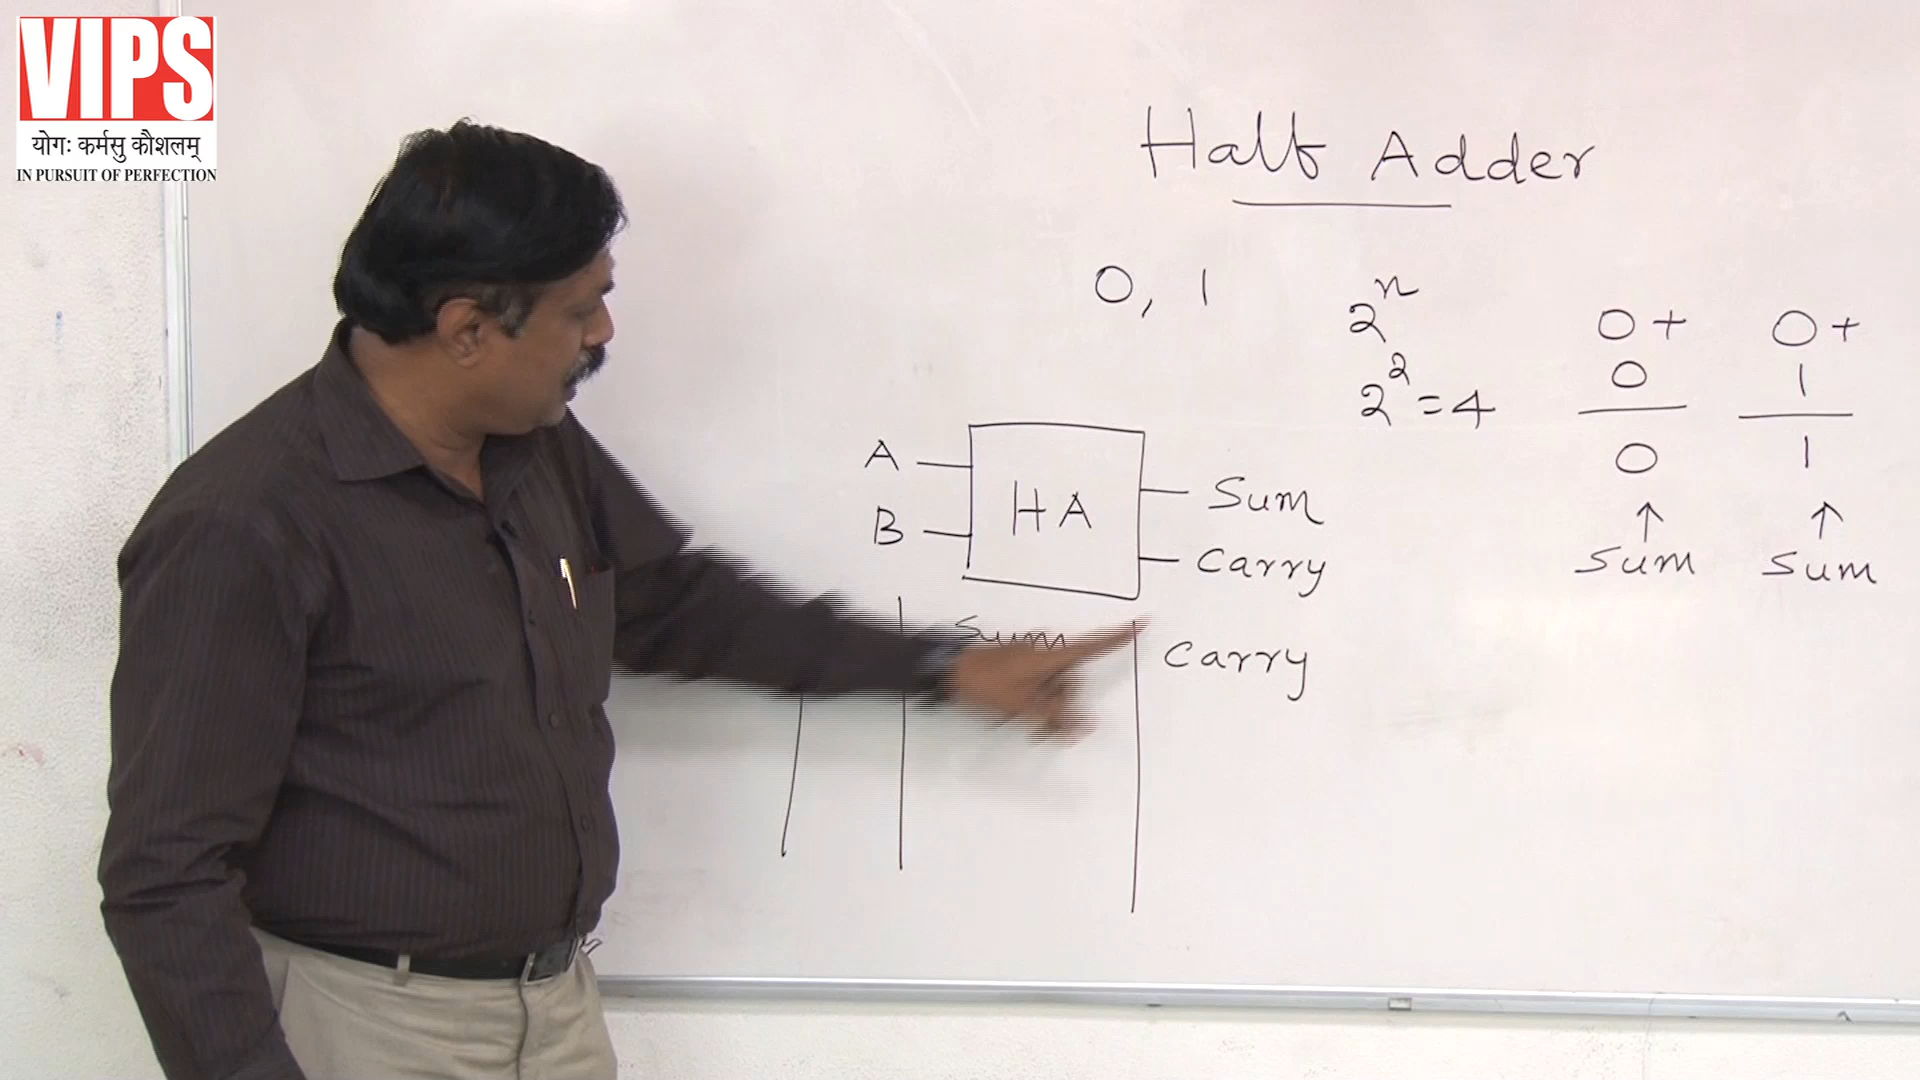 VIPS
योगः कर्मसु कौशलम्
IN PURSUIT OF PERFECTION
Half Adder
0, 1
2^n
2^2 = 4
0 +
0
0
↑
Sum
0 +
1
1
↑
Sum
A
B
HA
Sum
Carry
Sum
Carry